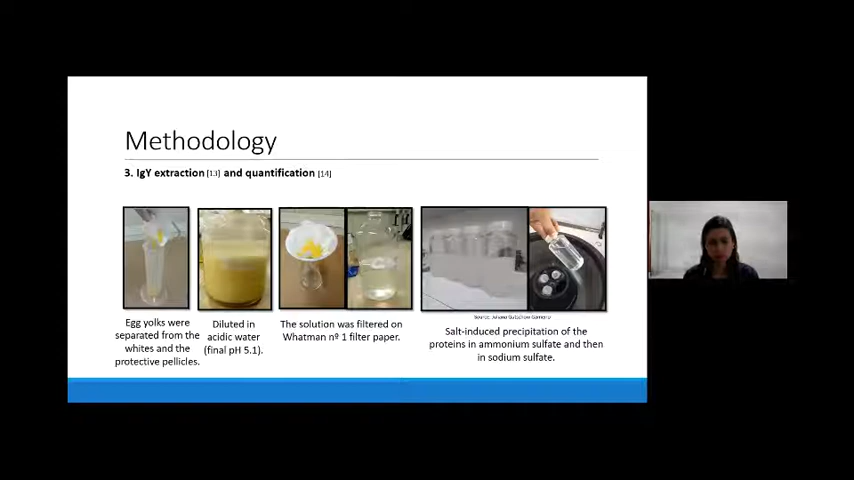 Methodology
3. IgY extraction [13] and quantification [14]
Egg yolks were
separated from the
whites and the
protective pellicles.
Diluted in
acidic water
(final pH 5.1).
The solution was filtered on
Whatman nº 1 filter paper.
Source: Juliana
Salt-induced precipitation of the
proteins in ammonium sulfate and then
in sodium sulfate.